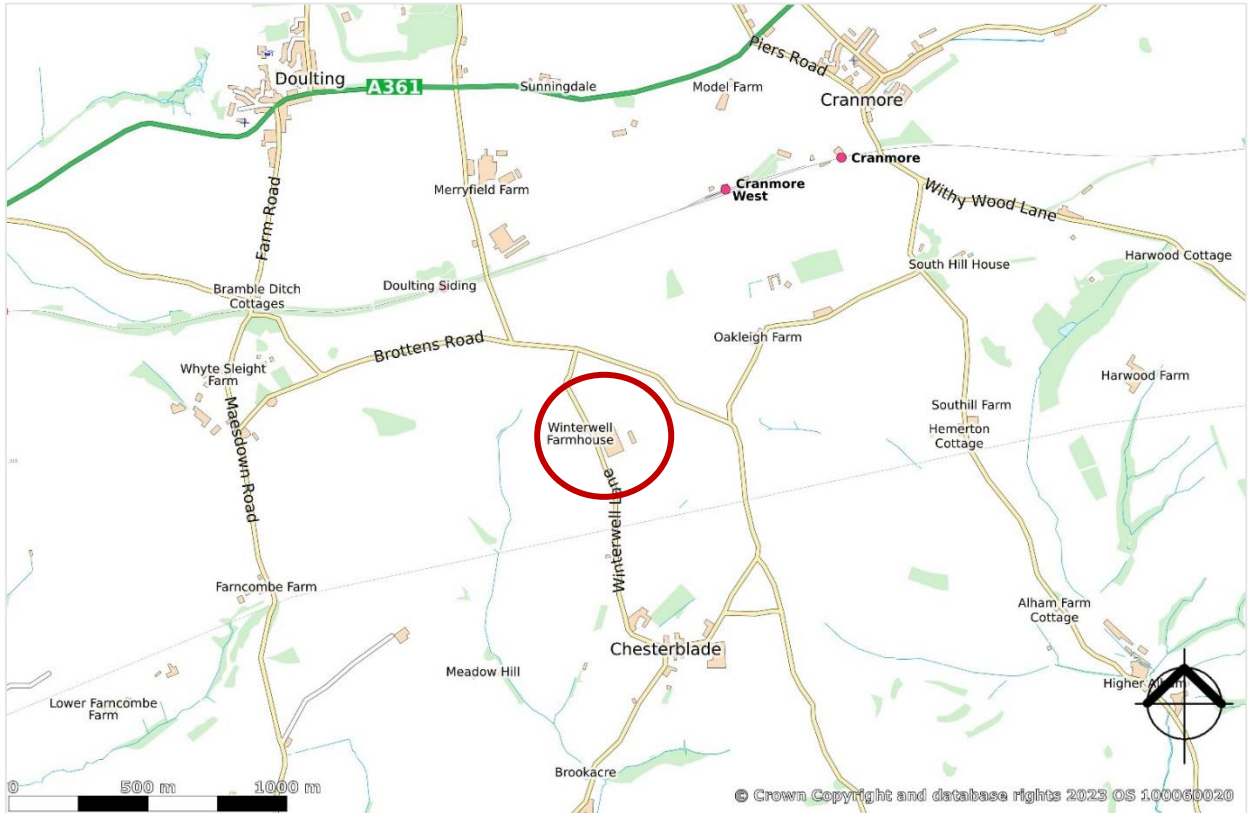 Doulting
A361
Sunningdale
Piers Road
Model Farm
Cranmore
Cranmore
Cranmore
West
Merryfield Farm
Farm Road
Withy Wood Lane
Harwood Cottage
South Hill House
Bramble Ditch
Cottages
Doulting Siding
Brottens Road
Oakleigh Farm
Whyte Sleight
Farm
Harwood Farm
Maesdown Road
Winterwell
Farmhouse
Southill Farm
Hemerton
Cottage
Winterwell Lane
Farncombe Farm
Alham Farm
Cottage
Chesterblade
Meadow Hill
Higher Alham
Lower Farncombe
Farm
Brookacre
0 500 m 1000 m
© Crown Copyright and database rights 2023 OS 100060020